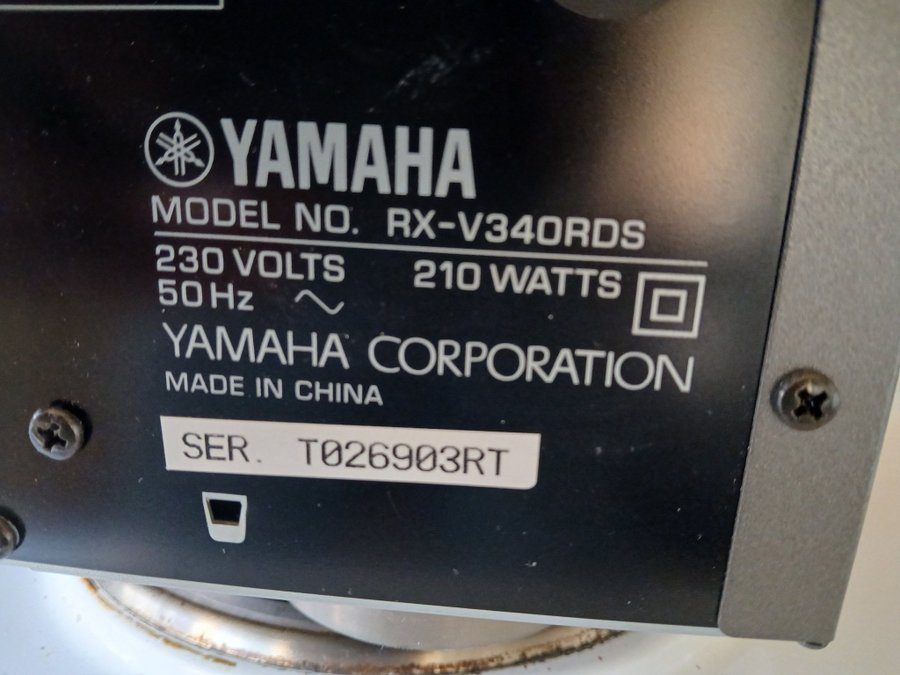 YAMAHA
MODEL NO. RX-V340RDS
230 VOLTS 210 WATTS
50 Hz
YAMAHA CORPORATION
MADE IN CHINA
SER. T026903RT